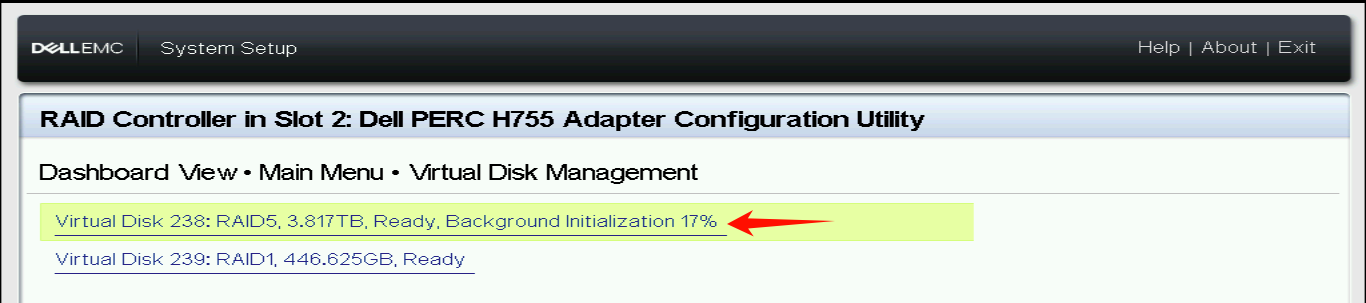 DELLEMC System Setup Help | About | Exit
RAID Controller in Slot 2: Dell PERC H755 Adapter Configuration Utility
Dashboard View • Main Menu • Virtual Disk Management
Virtual Disk 238: RAID5, 3.817TB, Ready, Background Initialization 17%
Virtual Disk 239: RAID1, 446.625GB, Ready